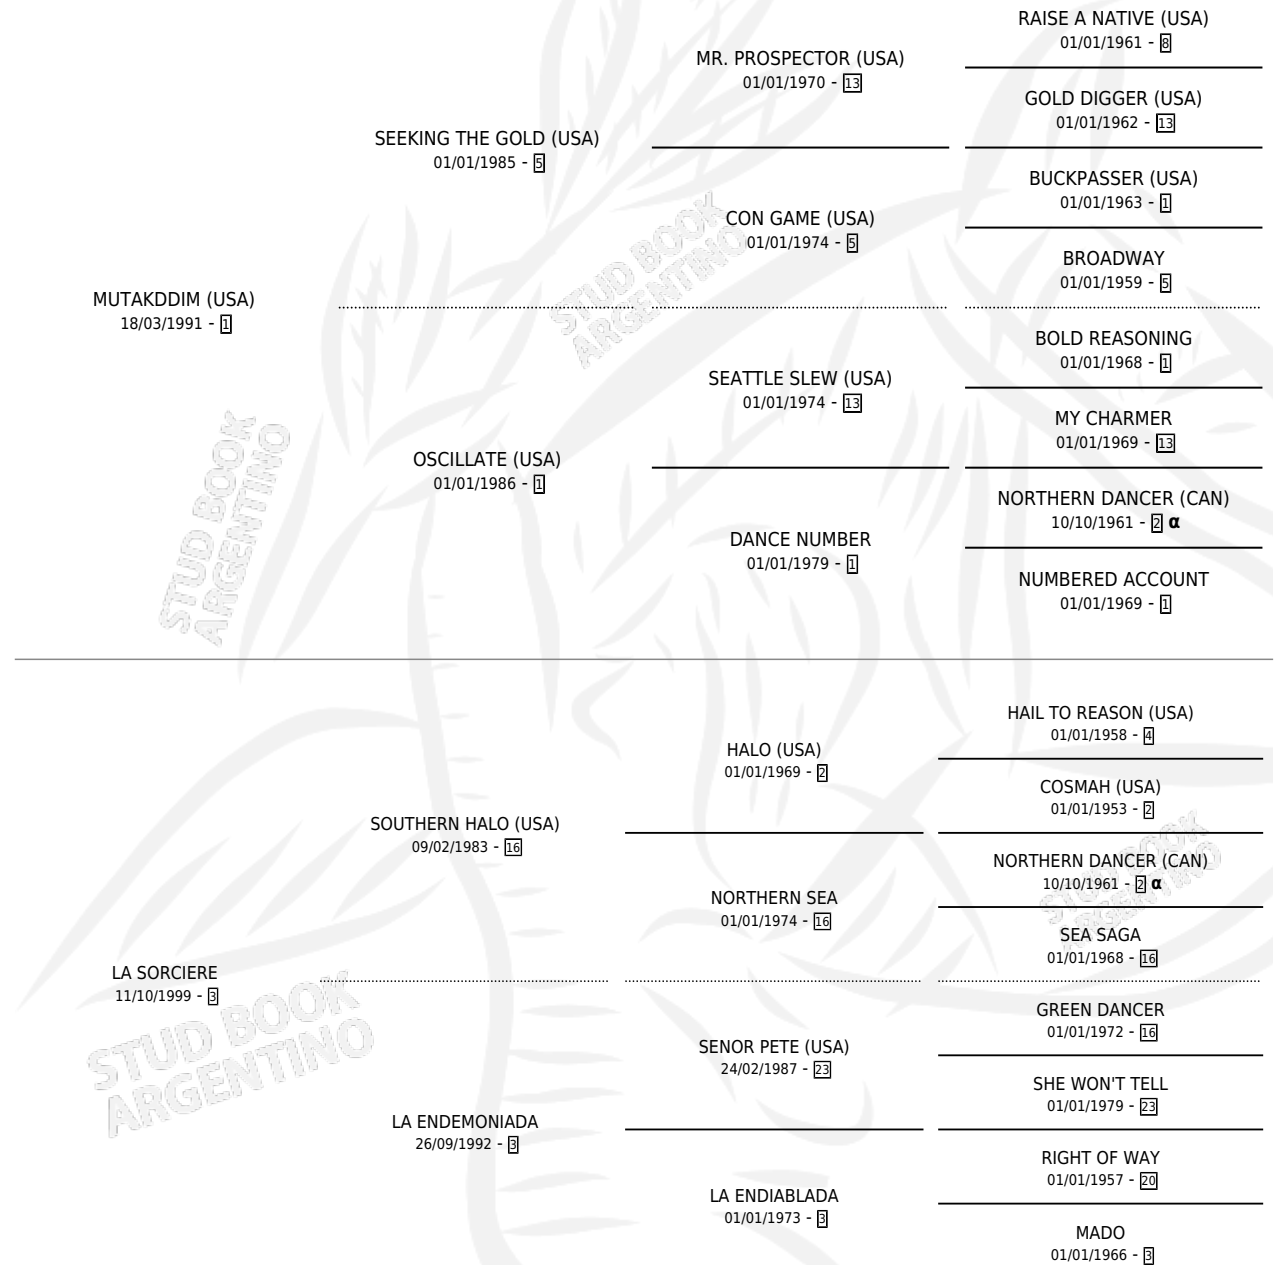 RAISE A NATIVE (USA)
01/01/1961 - 8
MR. PROSPECTOR (USA)
01/01/1970 - 13
GOLD DIGGER (USA)
01/01/1962 - 13
SEEKING THE GOLD (USA)
01/01/1985 - 5
BUCKPASSER (USA)
01/01/1963 - 1
CON GAME (USA)
01/01/1974 - 5
BROADWAY
01/01/1959 - 5
MUTAKDDIM (USA)
18/03/1991 - 1
BOLD REASONING
01/01/1968 - 1
SEATTLE SLEW (USA)
01/01/1974 - 13
MY CHARMER
01/01/1969 - 13
OSCILLATE (USA)
01/01/1986 - 1
NORTHERN DANCER (CAN)
10/10/1961 - 2 α
DANCE NUMBER
01/01/1979 - 1
NUMBERED ACCOUNT
01/01/1969 - 1
HAIL TO REASON (USA)
01/01/1958 - 4
HALO (USA)
01/01/1969 - 2
COSMAH (USA)
01/01/1953 - 2
SOUTHERN HALO (USA)
09/02/1983 - 16
NORTHERN DANCER (CAN)
10/10/1961 - 2 α
NORTHERN SEA
01/01/1974 - 16
SEA SAGA
01/01/1968 - 16
LA SORCIERE
11/10/1999 - 3
GREEN DANCER
01/01/1972 - 16
SENOR PETE (USA)
24/02/1987 - 23
SHE WON'T TELL
01/01/1979 - 23
LA ENDEMONIADA
26/09/1992 - 3
RIGHT OF WAY
01/01/1957 - 20
LA ENDIABLADA
01/01/1973 - 3
MADO
01/01/1966 - 3
STUD BOOK
ARGENTINO
STUD BOOK
ARGENTINO
STUD BOOK
ARGENTINO
STUD BOOK
ARGENTINO